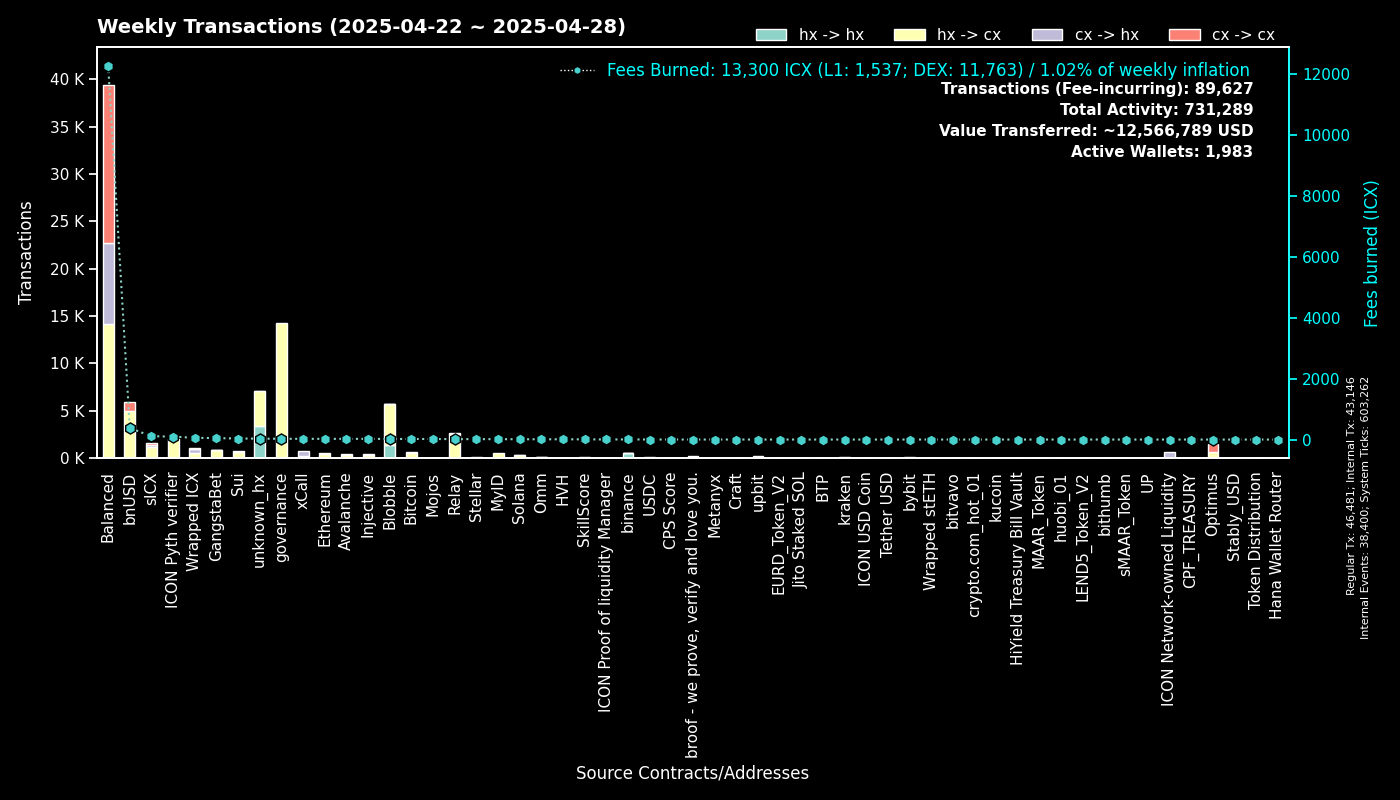 Weekly Transactions (2025-04-22 ~ 2025-04-28)
hx -> hx
hx -> cx
cx -> hx
cx -> cx
Fees Burned: 13,300 ICX (L1: 1,537; DEX: 11,763) / 1.02% of weekly inflation
Transactions (Fee-incurring): 89,627
Total Activity: 731,289
Value Transferred: ~12,566,789 USD
Active Wallets: 1,983
Transactions
40 K
35 K
30 K
25 K
20 K
15 K
10 K
5 K
0 K
12000
10000
8000
6000
4000
2000
0
Fees burned (ICX)
Regular Tx: 46,481; Internal Tx: 43,146
Internal Events: 38,400; System Ticks: 603,262
Balanced
bnUSD
sICX
ICON Pyth verifier
Wrapped ICX
GangstaBet
Sui
unknown_hx
governance
xCall
Ethereum
Avalanche
Injective
Blobble
Bitcoin
Mojos
Relay
Stellar
MyID
Solana
Omm
HVH
SkillScore
ICON Proof of liquidity Manager
binance
USDC
CPS Score
broof - we prove, verify and love you.
Metanyx
Craft
upbit
EURD_Token_V2
Jito Staked SOL
BTP
kraken
ICON USD Coin
Tether USD
bybit
Wrapped stETH
bitvavo
crypto.com_hot_01
kucoin
HiYield Treasury Bill Vault
MAAR_Token
huobi_01
LEND5_Token_V2
bithumb
sMAAR_Token
UP
ICON Network-owned Liquidity
CPF_TREASURY
Optimus
Stably_USD
Token Distribution
Hana Wallet Router
Source Contracts/Addresses